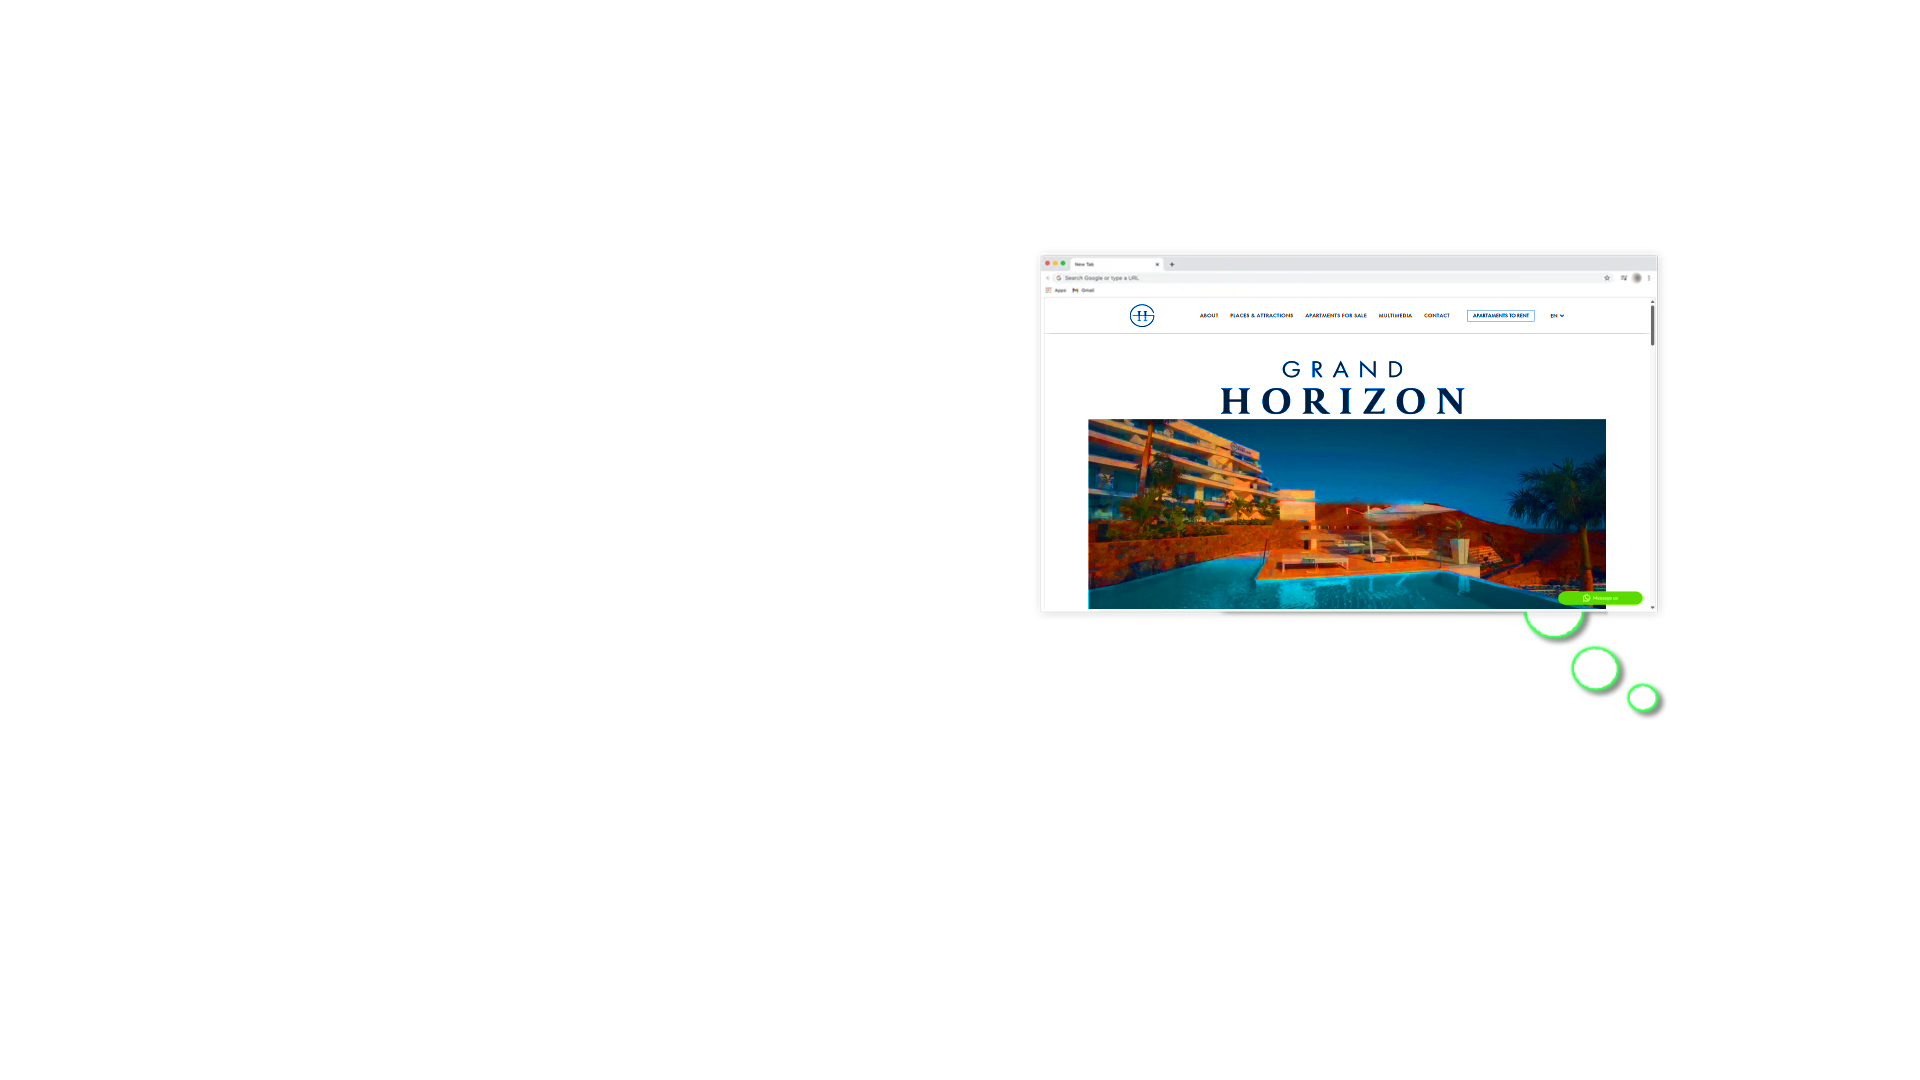 New Tab
Search Google or type a URL
Apps Gmail
GH
ABOUT PLACES & ATTRACTIONS APARTMENTS FOR SALE MULTIMEDIA CONTACT APARTAMENTS TO RENT EN
GRAND
HORIZON
Message us